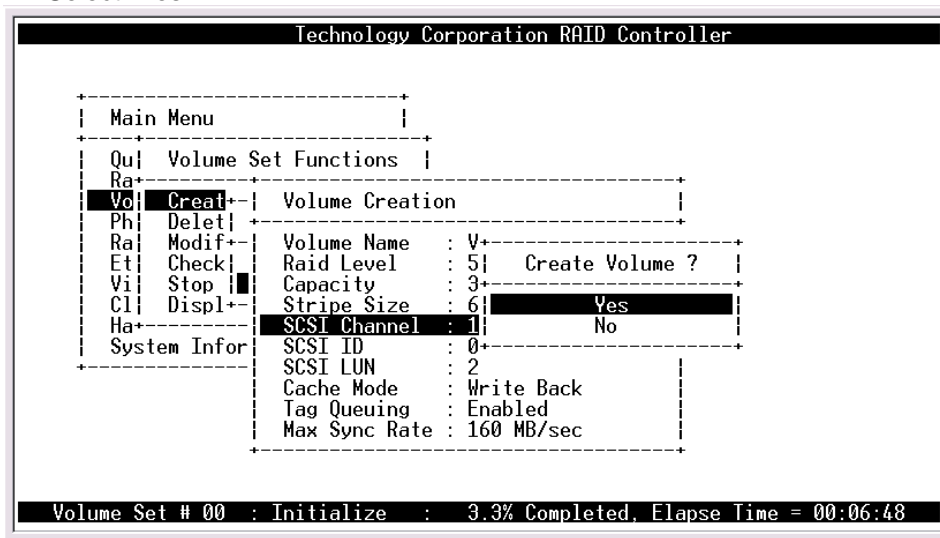 Technology Corporation RAID Controller
Main Menu
Qu Volume Set Functions
Ra
Vo Creat Volume Creation
Ph Delet
Ra Modif Volume Name : V
Et Check Raid Level : 5 Create Volume ?
Vi Stop Capacity : 3
Cl Displ Stripe Size : 6 Yes
Ha SCSI Channel : 1 No
System Infor SCSI ID : 0
SCSI LUN : 2
Cache Mode : Write Back
Tag Queuing : Enabled
Max Sync Rate : 160 MB/sec
Volume Set # 00 : Initialize : 3.3% Completed, Elapse Time = 00:06:48